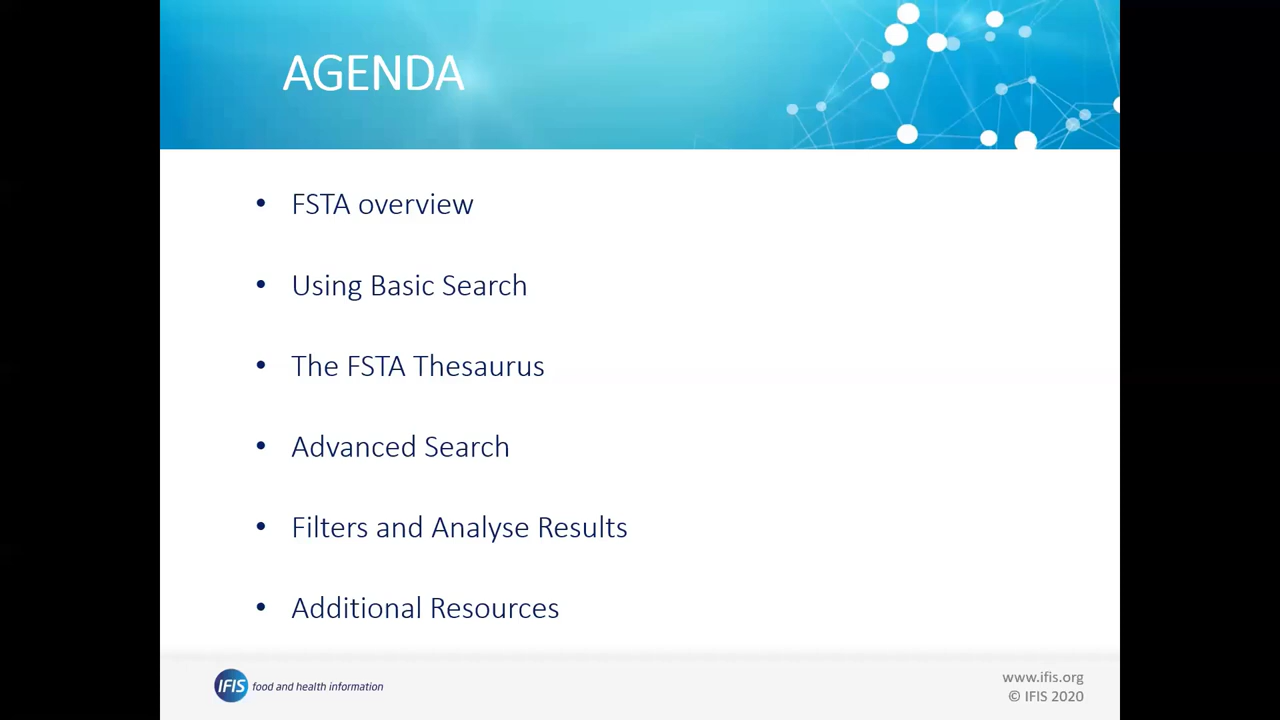 AGENDA
• FSTA overview
• Using Basic Search
• The FSTA Thesaurus
• Advanced Search
• Filters and Analyse Results
• Additional Resources
IFIS food and health information
www.ifis.org
© IFIS 2020